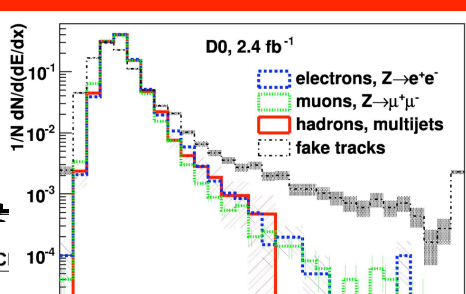 D0, 2.4 fb⁻¹
electrons, Z→e⁺e⁻
muons, Z→μ⁺μ⁻
hadrons, multijets
fake tracks
1/N dN/d(dE/dx)
10⁻¹
10⁻²
10⁻³
10⁻⁴